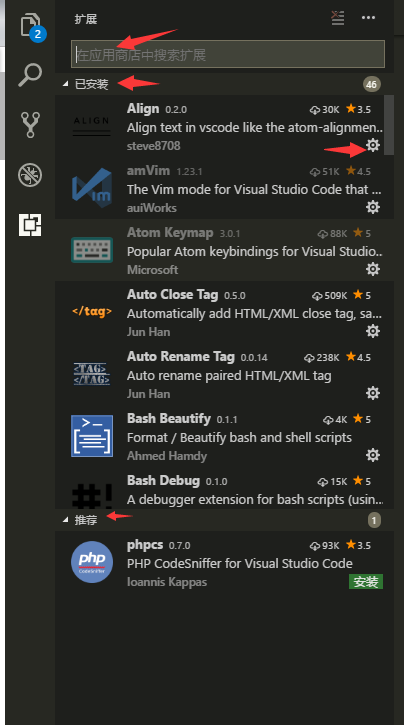 扩展
2
在应用商店中搜索扩展
已安装 46
Align 0.2.0 30K 3.5
ALIGN
Align text in vscode like the atom-alignmen...
steve8708
amVim 1.23.1 51K 4.5
Vim
The Vim mode for Visual Studio Code that ...
auiWorks
Atom Keymap 3.0.1 88K 5
Popular Atom keybindings for Visual Studio...
Microsoft
Auto Close Tag 0.5.0 509K 5
</tag>
Automatically add HTML/XML close tag, sa...
Jun Han
Auto Rename Tag 0.0.14 238K 4.5
<TAG>
</TAG>
Auto rename paired HTML/XML tag
Jun Han
Bash Beautify 0.1.1 4K 5
Format / Beautify bash and shell scripts
Ahmed Hamdy
Bash Debug 0.1.0 15K 5
#!
A debugger extension for bash scripts (usin...
推荐 1
phpcs 0.7.0 93K 3.5
php
CodeSniffer
PHP CodeSniffer for Visual Studio Code
Ioannis Kappas 安装